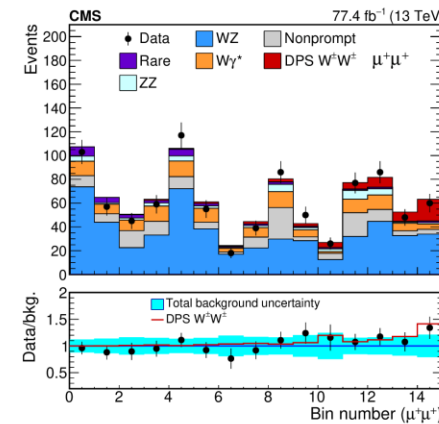 CMS 77.4 fb⁻¹ (13 TeV
Events
Data WZ Nonprompt
Rare Wγ* DPS W±W± μ⁺μ⁺
ZZ
200
180
160
140
120
100
80
60
40
20
0
Data/bkg.
2
1.5
1
0.5
Total background uncertainty
DPS W±W±
0 2 4 6 8 10 12 14
Bin number (μ⁺μ⁺)